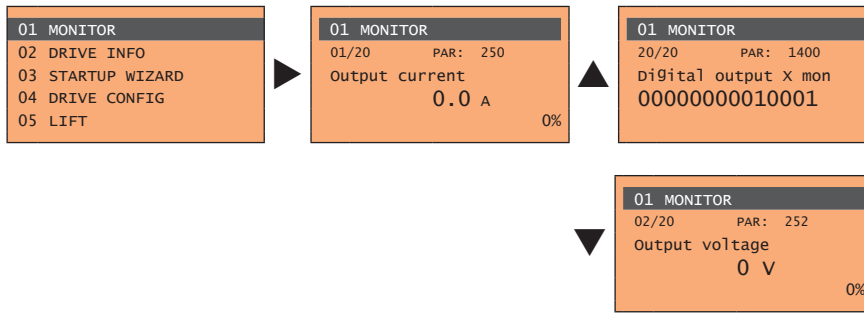 01 MONITOR
02 DRIVE INFO
03 STARTUP WIZARD
04 DRIVE CONFIG
05 LIFT
01 MONITOR
01/20 PAR: 250
Output current
0.0 A
0%
01 MONITOR
20/20 PAR: 1400
Digital output X mon
00000000010001
01 MONITOR
02/20 PAR: 252
Output voltage
0 V
0%